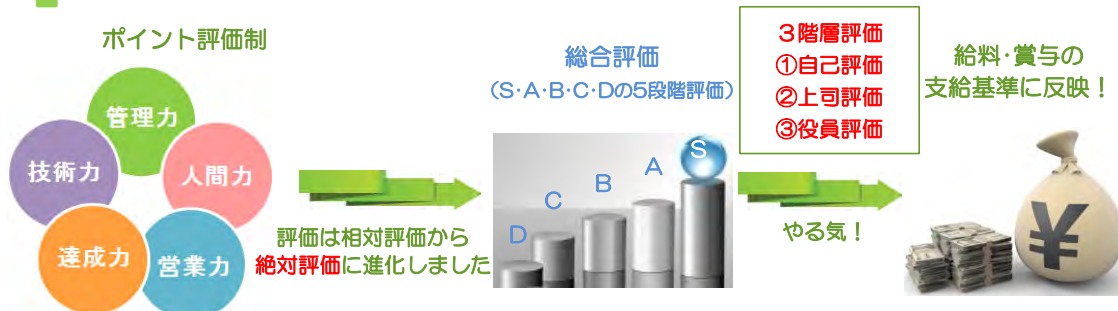 ポイント評価制
管理力
技術力
人間力
達成力
営業力
評価は相対評価から
絶対評価に進化しました
総合評価
(S・A・B・C・Dの5段階評価)
D
C
B
A
S
3階層評価
①自己評価
②上司評価
③役員評価
やる気！
給料・賞与の
支給基準に反映！
¥